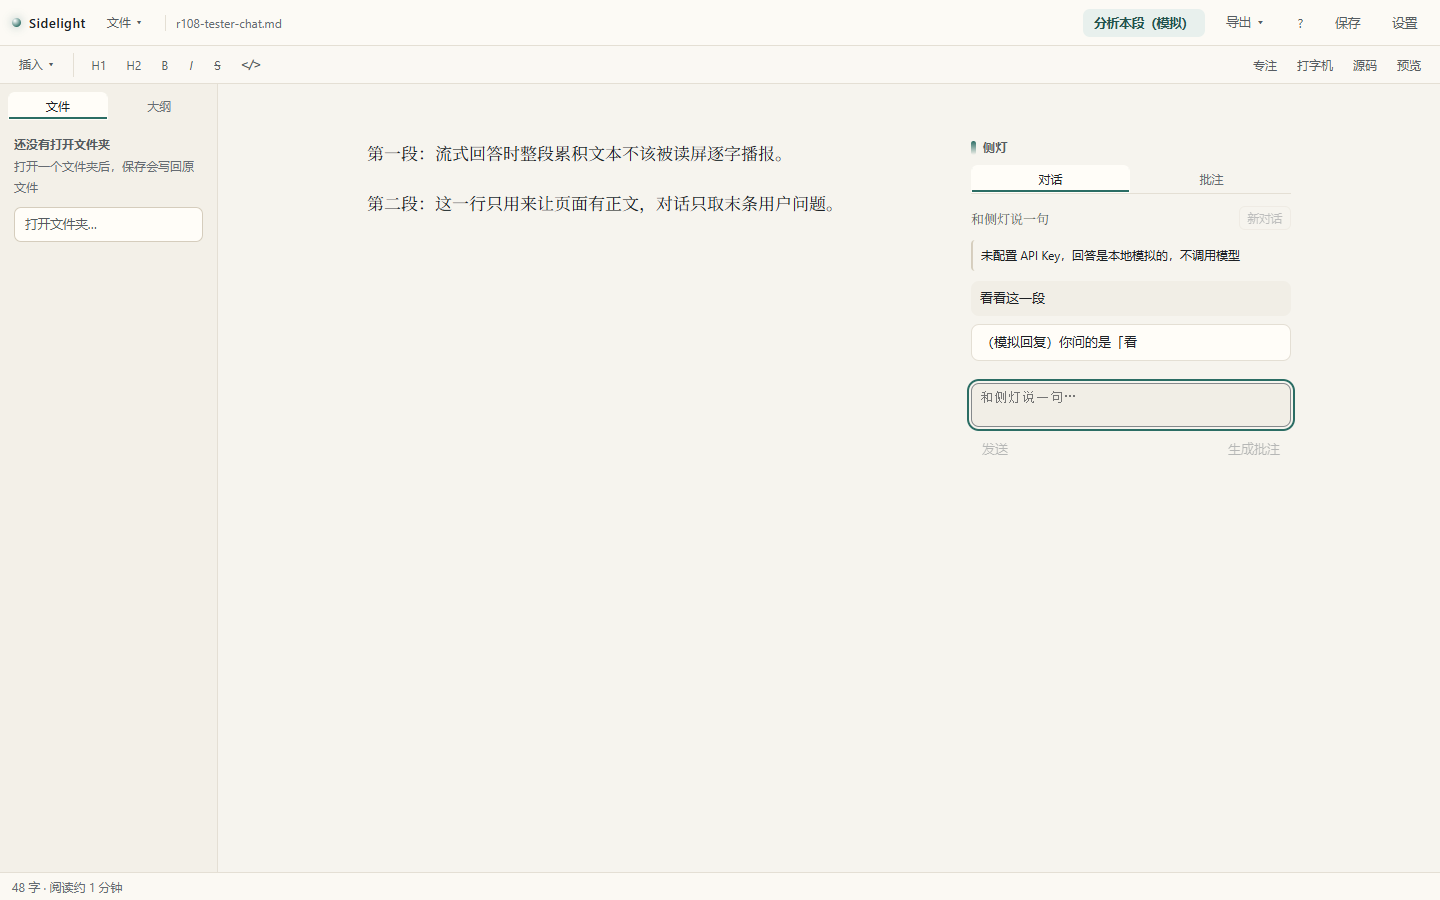 Sidelight 文件 ▾ r108-tester-chat.md 分析本段（模拟） 导出 ▾ ? 保存 设置
插入 ▾ H1 H2 B I S </> 专注 打字机 源码 预览
文件 大纲
还没有打开文件夹
打开一个文件夹后，保存会写回原
文件
打开文件夹...
第一段：流式回答时整段累积文本不该被读屏逐字播报。
第二段：这一行只用来让页面有正文，对话只取末条用户问题。
侧灯
对话 批注
和侧灯说一句 新对话
未配置 API Key，回答是本地模拟的，不调用模型
看看这一段
（模拟回复）你问的是「看
和侧灯说一句…
发送 生成批注
48 字 · 阅读约 1 分钟